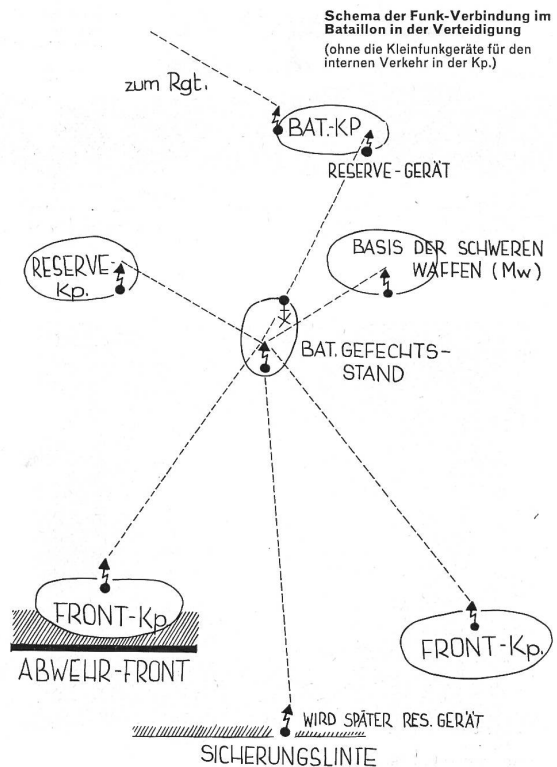 Schema der Funk-Verbindung im
Bataillon in der Verteidigung
(ohne die Kleinfunkgeräte für den
internen Verkehr in der Kp.)
zum Rgt.
BAT.-KP
RESERVE-GERÄT
RESERVE-
Kp.
BASIS DER SCHWEREN
WAFFEN (Mw)
BAT. GEFECHTS-
STAND
FRONT-Kp
ABWEHR-FRONT
FRONT-Kp.
WIRD SPÄTER RES. GERÄT
SICHERUNGSLINIE